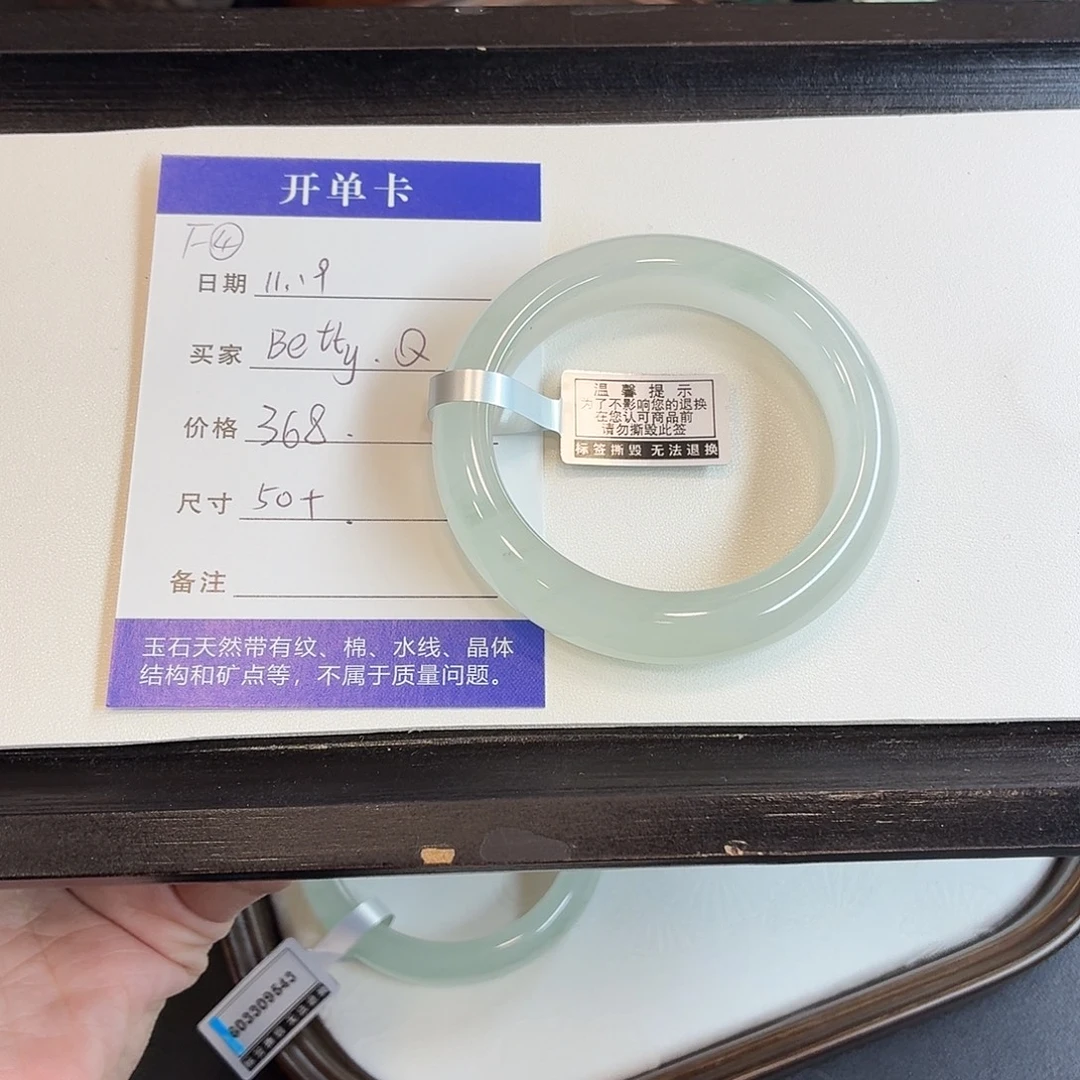 开单卡
F-④
日期 11.19
买家 Betty.Q
价格 368.
尺寸 50+
备注
玉石天然带有纹、棉、水线、晶体
结构和矿点等，不属于质量问题。
温馨提示
为了不影响您的退换
在您认可商品前
请勿撕毁此签
标签撕毁 无法退换